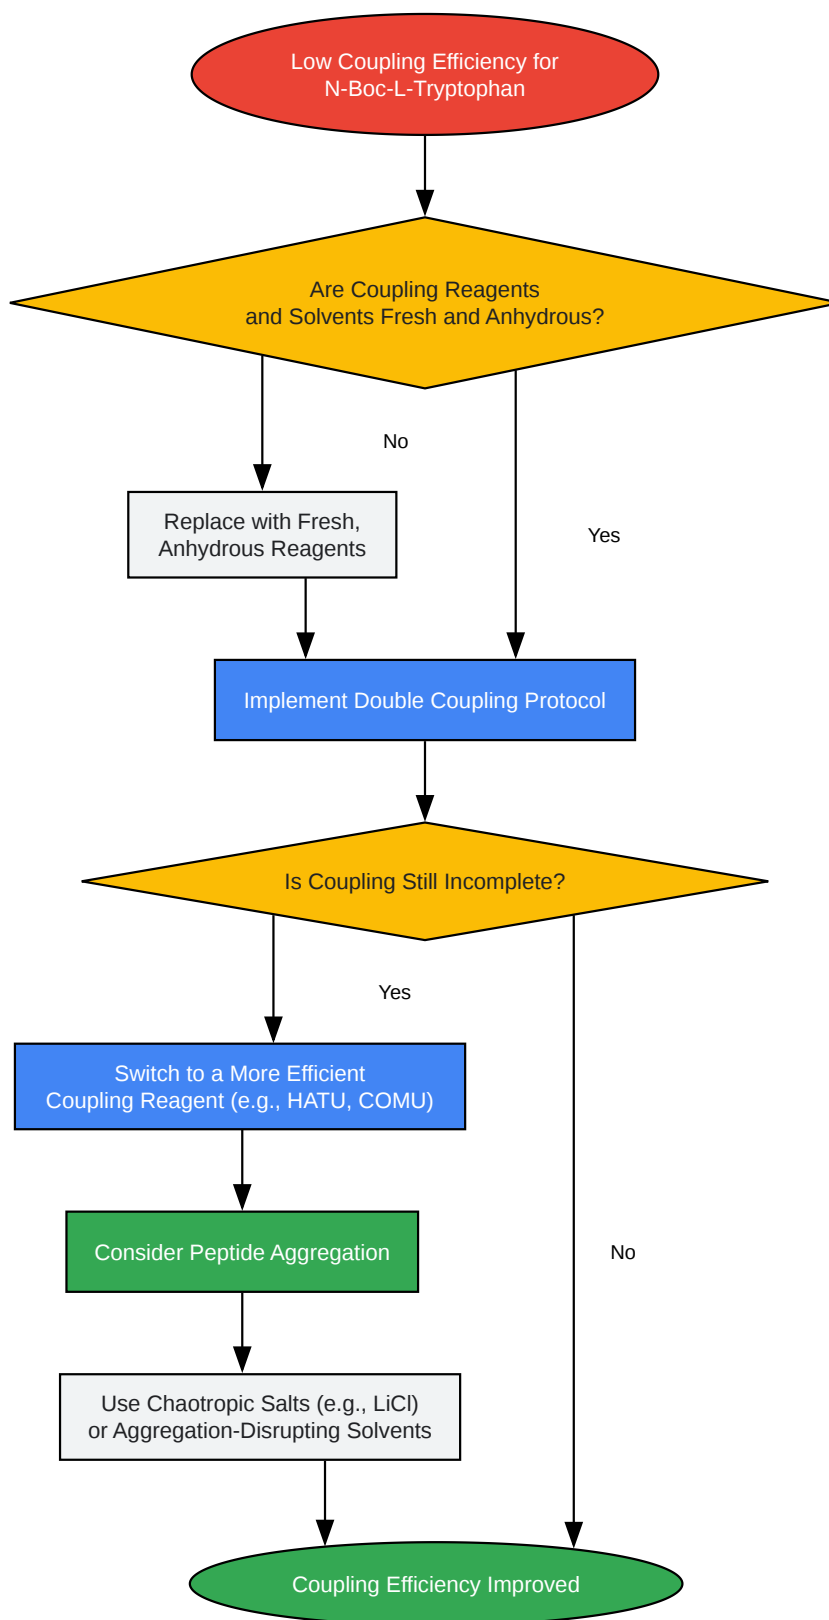 Low Coupling Efficiency for
N-Boc-L-Tryptophan
Are Coupling Reagents
and Solvents Fresh and Anhydrous?
No
Replace with Fresh,
Anhydrous Reagents
Yes
Implement Double Coupling Protocol
Is Coupling Still Incomplete?
Yes
Switch to a More Efficient
Coupling Reagent (e.g., HATU, COMU)
Consider Peptide Aggregation
No
Use Chaotropic Salts (e.g., LiCl)
or Aggregation-Disrupting Solvents
Coupling Efficiency Improved